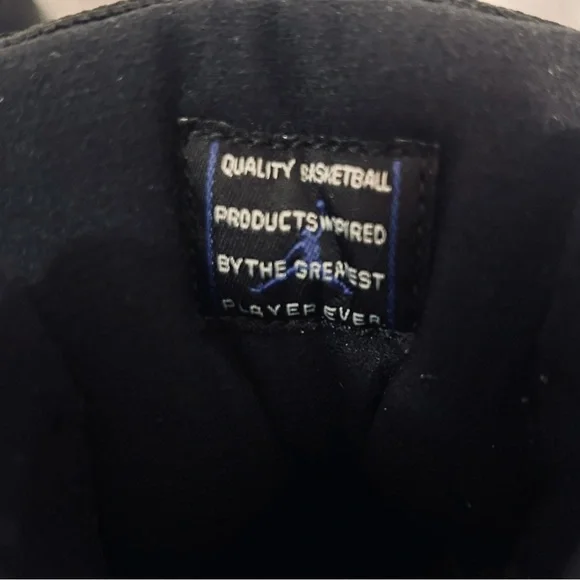 QUALITY BASKETBALL
PRODUCTS INSPIRED
BY THE GREATEST
PLAYER EVER